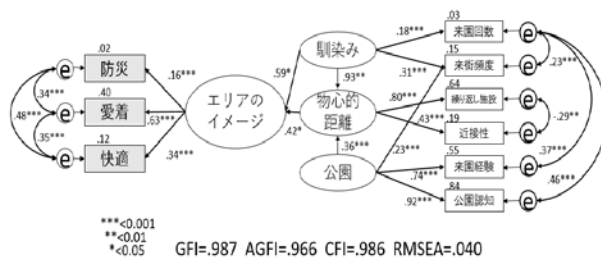 .02
防災
e
.34***
.40
愛着
e
.48***
.35***
.12
快適
e
.16***
.63***
.34***
エリアの
イメージ
.59*
.42*
馴染み
.93**
物心的
距離
.36***
公園
.18***
.31***
.80***
.43***
.23***
.74***
.92***
.03
来園回数
e
.15
来街頻度
e
.23***
.64
繰り返し施設
e
.19
近接性
e
-.29**
.55
来園経験
e
.37***
.84
公園認知
e
.46***
***<0.001
**<0.01
*<0.05
GFI=.987 AGFI=.966 CFI=.986 RMSEA=.040